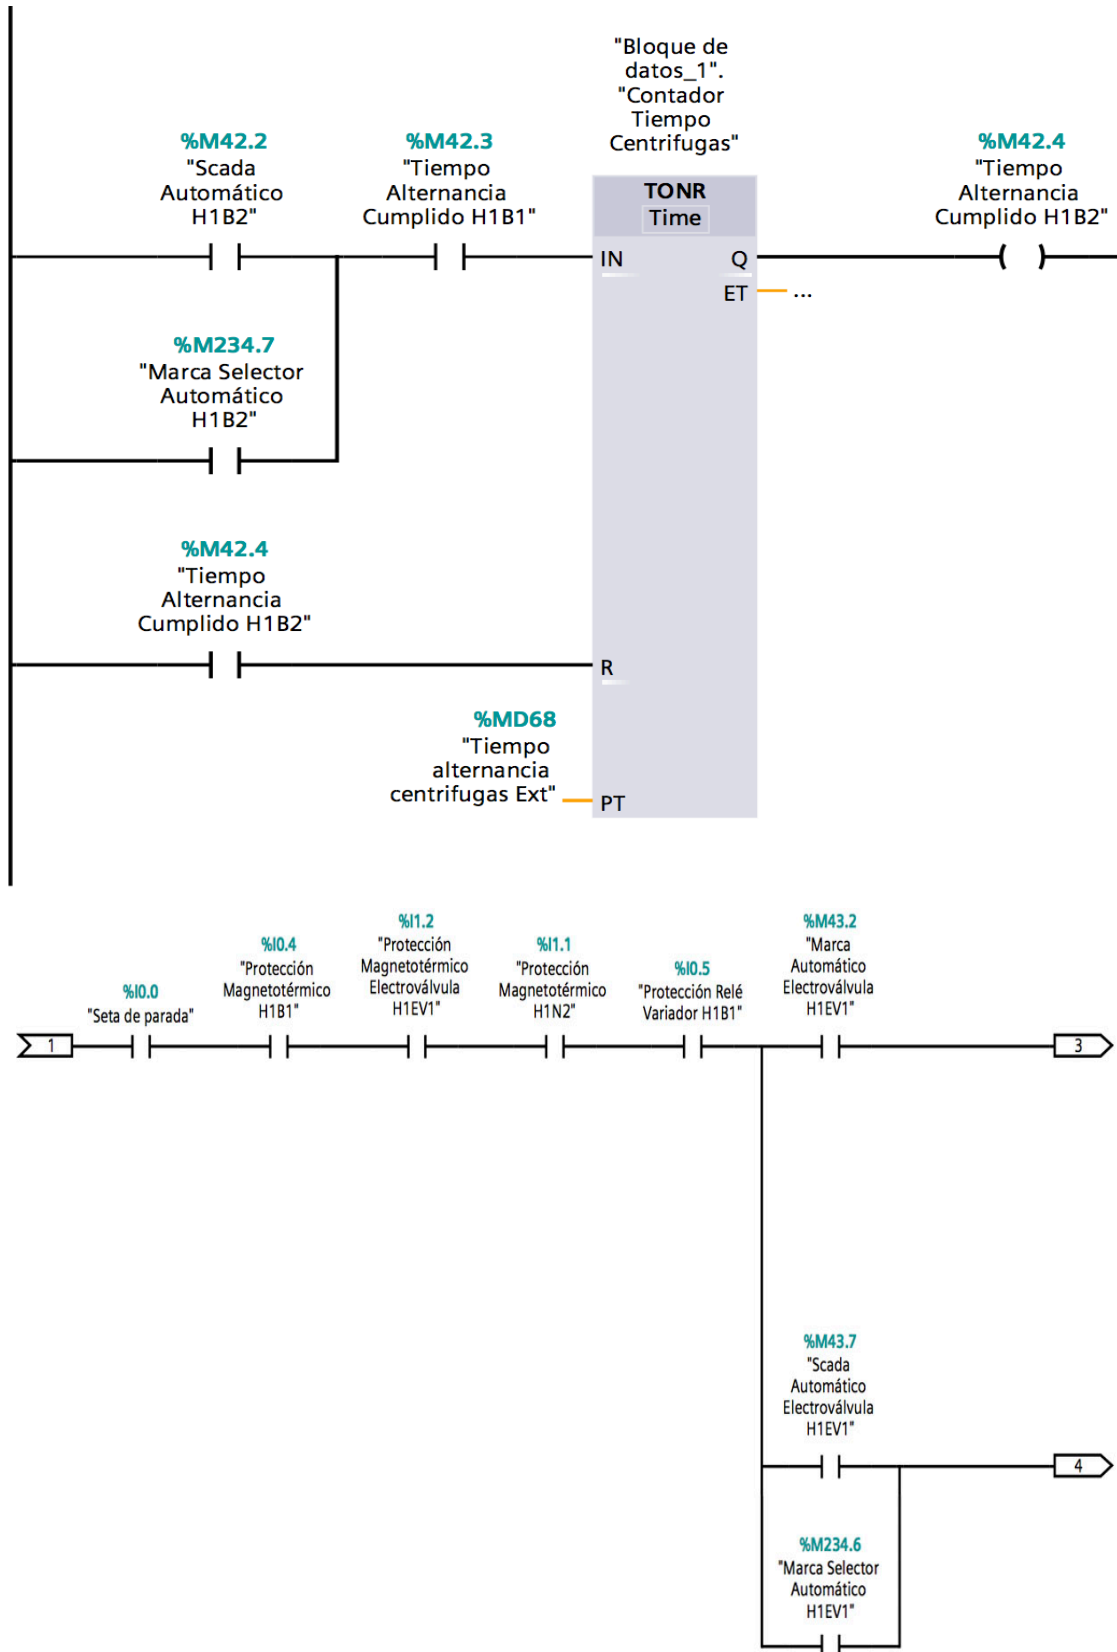 "Bloque de
datos_1".
"Contador
Tiempo
Centrifugas"
%M42.2
"Scada
Automático
H1B2"
%M42.3
"Tiempo
Alternancia
Cumplido H1B1"
TONR
Time
%M42.4
"Tiempo
Alternancia
Cumplido H1B2"
IN
Q
ET
...
%M234.7
"Marca Selector
Automático
H1B2"
%M42.4
"Tiempo
Alternancia
Cumplido H1B2"
R
%MD68
"Tiempo
alternancia
centrifugas Ext"
PT
1
%I0.0
"Seta de parada"
%I0.4
"Protección
Magnetotérmico
H1B1"
%I1.2
"Protección
Magnetotérmico
Electroválvula
H1EV1"
%I1.1
"Protección
Magnetotérmico
H1N2"
%I0.5
"Protección Relé
Variador H1B1"
%M43.2
"Marca
Automático
Electroválvula
H1EV1"
3
%M43.7
"Scada
Automático
Electroválvula
H1EV1"
4
%M234.6
"Marca Selector
Automático
H1EV1"